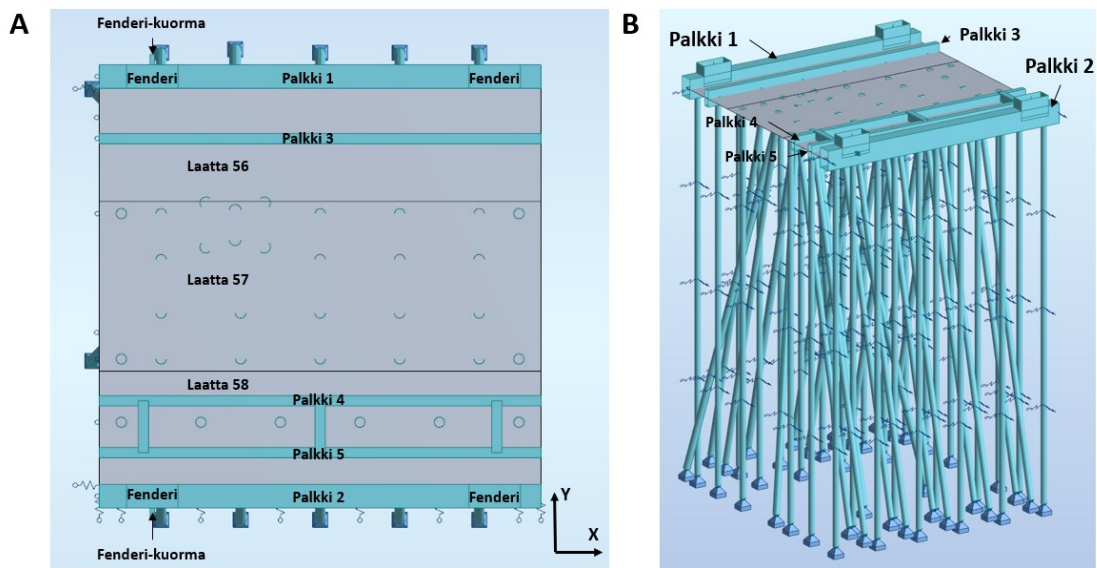 A
Fenderi-kuorma
Fenderi
Palkki 1
Fenderi
Palkki 3
Laatta 56
Laatta 57
Laatta 58
Palkki 4
Palkki 5
Fenderi
Palkki 2
Fenderi
Fenderi-kuorma
Y
X
B
Palkki 1
Palkki 3
Palkki 2
Palkki 4
Palkki 5